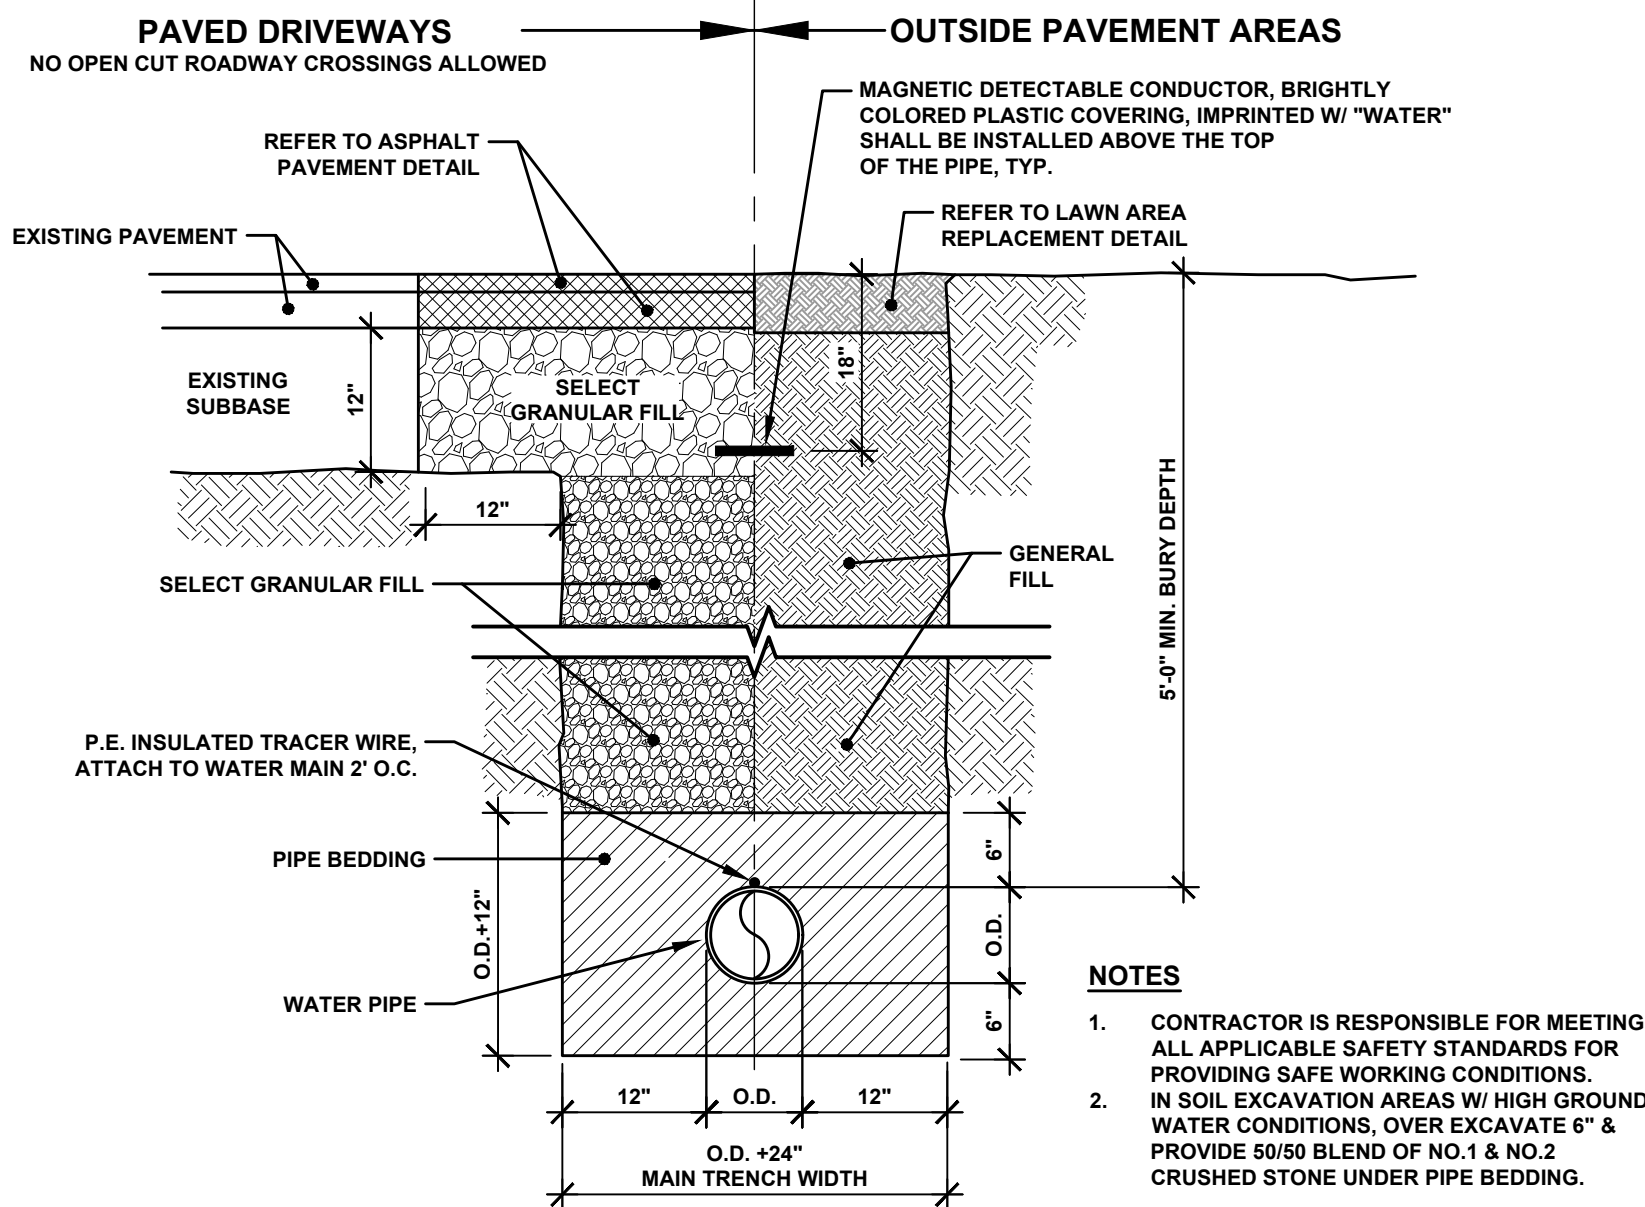 PAVED DRIVEWAYS
NO OPEN CUT ROADWAY CROSSINGS ALLOWED
OUTSIDE PAVEMENT AREAS
MAGNETIC DETECTABLE CONDUCTOR, BRIGHTLY
COLORED PLASTIC COVERING, IMPRINTED W/ "WATER"
SHALL BE INSTALLED ABOVE THE TOP
OF THE PIPE, TYP.
REFER TO ASPHALT
PAVEMENT DETAIL
REFER TO LAWN AREA
REPLACEMENT DETAIL
EXISTING PAVEMENT
EXISTING
SUBBASE
12"
SELECT
GRANULAR FILL
18"
12"
SELECT GRANULAR FILL
GENERAL
FILL
5'-0" MIN. BURY DEPTH
P.E. INSULATED TRACER WIRE,
ATTACH TO WATER MAIN 2' O.C.
PIPE BEDDING
6"
O.D.+12"
O.D.
WATER PIPE
6"
12"
O.D.
12"
O.D. +24"
MAIN TRENCH WIDTH
NOTES
1. CONTRACTOR IS RESPONSIBLE FOR MEETING
ALL APPLICABLE SAFETY STANDARDS FOR
PROVIDING SAFE WORKING CONDITIONS.
2. IN SOIL EXCAVATION AREAS W/ HIGH GROUND
WATER CONDITIONS, OVER EXCAVATE 6" &
PROVIDE 50/50 BLEND OF NO.1 & NO.2
CRUSHED STONE UNDER PIPE BEDDING.